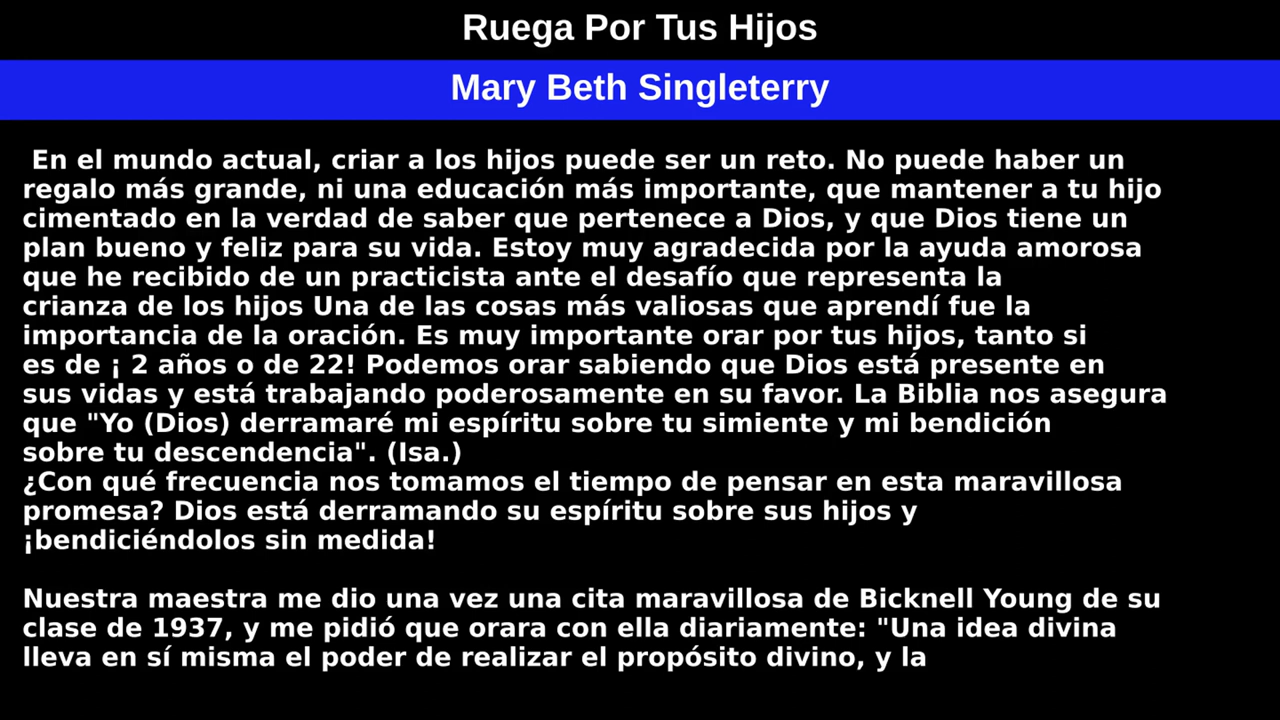 Ruega Por Tus Hijos
Mary Beth Singleterry
En el mundo actual, criar a los hijos puede ser un reto. No puede haber un
regalo más grande, ni una educación más importante, que mantener a tu hijo
cimentado en la verdad de saber que pertenece a Dios, y que Dios tiene un
plan bueno y feliz para su vida. Estoy muy agradecida por la ayuda amorosa
que he recibido de un practicista ante el desafío que representa la
crianza de los hijos Una de las cosas más valiosas que aprendí fue la
importancia de la oración. Es muy importante orar por tus hijos, tanto si
es de ¡ 2 años o de 22! Podemos orar sabiendo que Dios está presente en
sus vidas y está trabajando poderosamente en su favor. La Biblia nos asegura
que "Yo (Dios) derramaré mi espíritu sobre tu simiente y mi bendición
sobre tu descendencia". (Isa.)
¿Con qué frecuencia nos tomamos el tiempo de pensar en esta maravillosa
promesa? Dios está derramando su espíritu sobre sus hijos y
¡bendiciéndolos sin medida!
Nuestra maestra me dio una vez una cita maravillosa de Bicknell Young de su
clase de 1937, y me pidió que orara con ella diariamente: "Una idea divina
lleva en sí misma el poder de realizar el propósito divino, y la